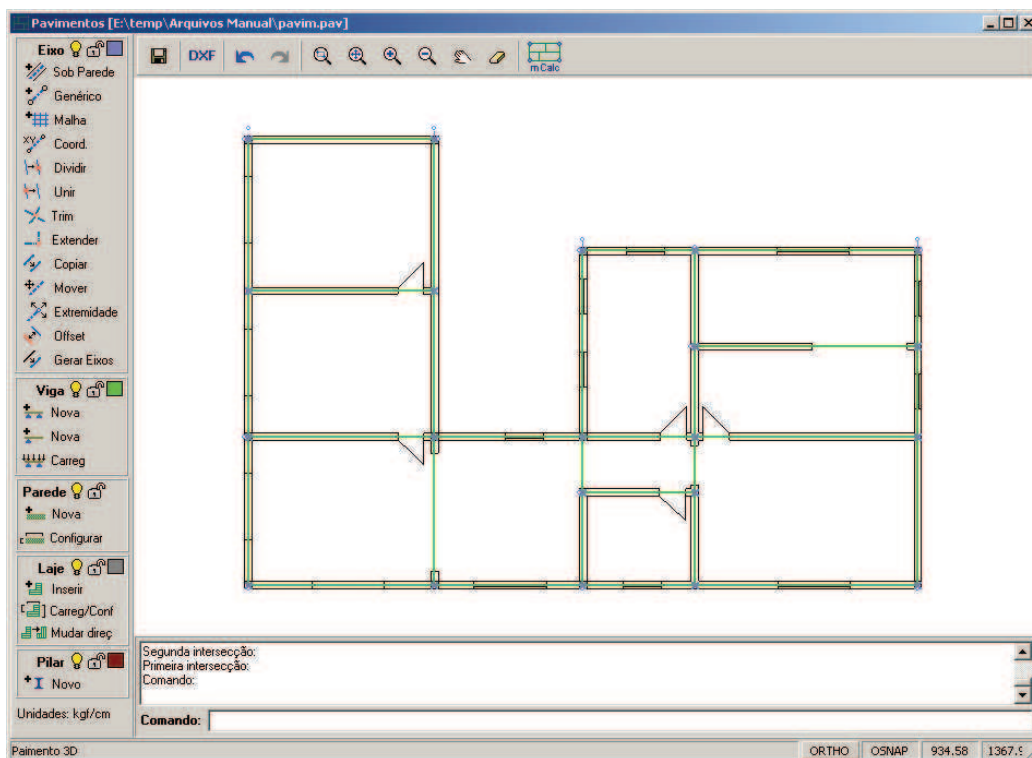 Pavimentos [E:\temp\Arquivos Manual\pavim.pav]
Eixo
Sob Parede
Genérico
Malha
Coord.
Dividir
Unir
Trim
Extender
Copiar
Mover
Extremidade
Offset
Gerar Eixos
Viga
Nova
Nova
Carreg
Parede
Nova
Configurar
Laje
Inserir
Carreg/Conf
Mudar direç
Pilar
Novo
Unidades: kgf/cm
DXF
mCalc
Segunda intersecção:
Primeira intersecção:
Comando:
Comando:
Paimento 3D
ORTHO OSNAP 934.58